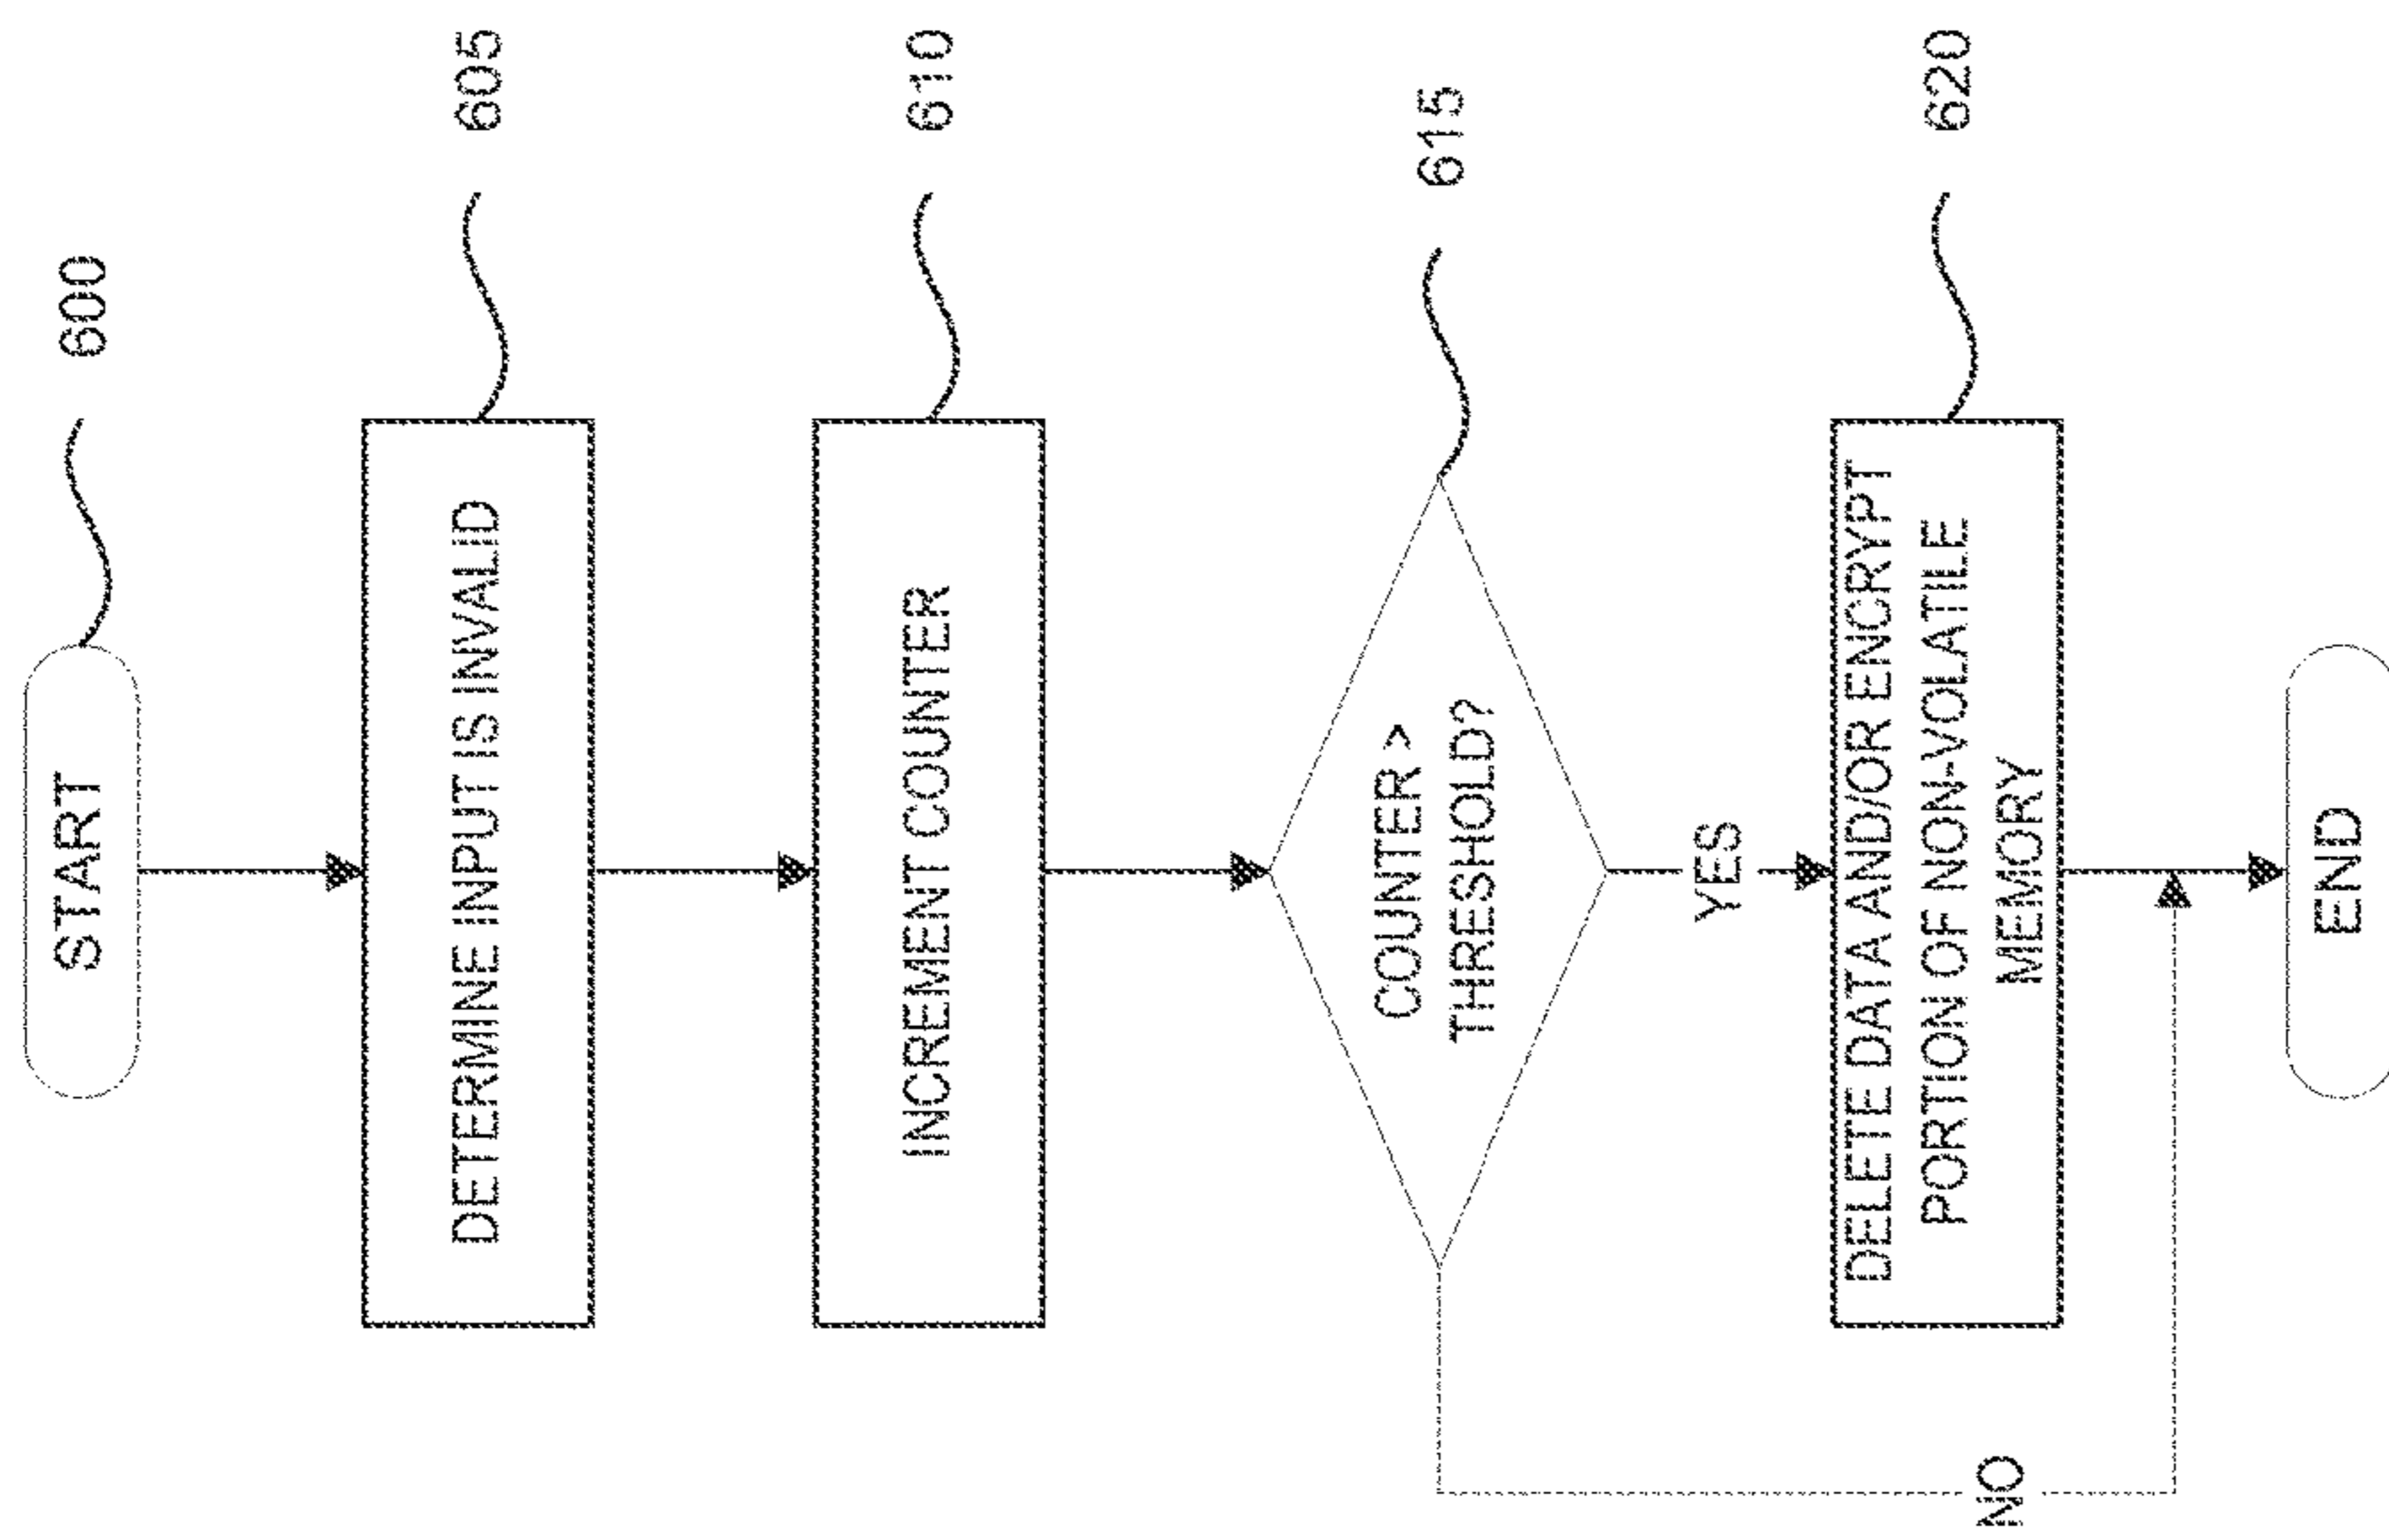 START
600
DETERMINE INPUT IS INVALID
605
INCREMENT COUNTER
610
COUNTER >
THRESHOLD?
615
YES
DELETE DATA AND/OR ENCRYPT
PORTION OF NON-VOLATILE
MEMORY
620
NO
END